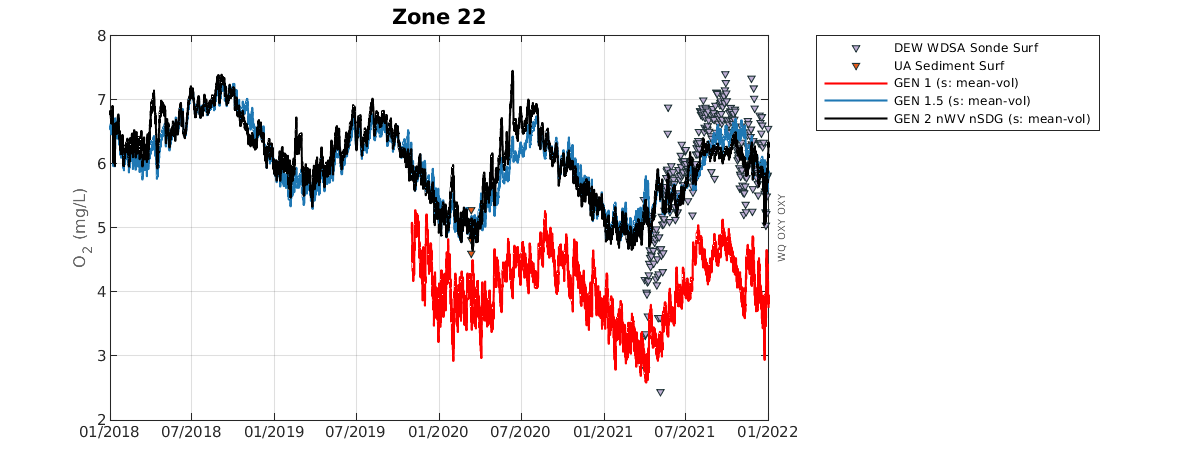 Zone 22
8
7
6
5
4
3
2
O2 (mg/L)
01/2018 07/2018 01/2019 07/2019 01/2020 07/2020 01/2021 07/2021 01/2022
WQ OXY OXY
DEW WDSA Sonde Surf
UA Sediment Surf
GEN 1 (s: mean-vol)
GEN 1.5 (s: mean-vol)
GEN 2 nWV nSDG (s: mean-vol)